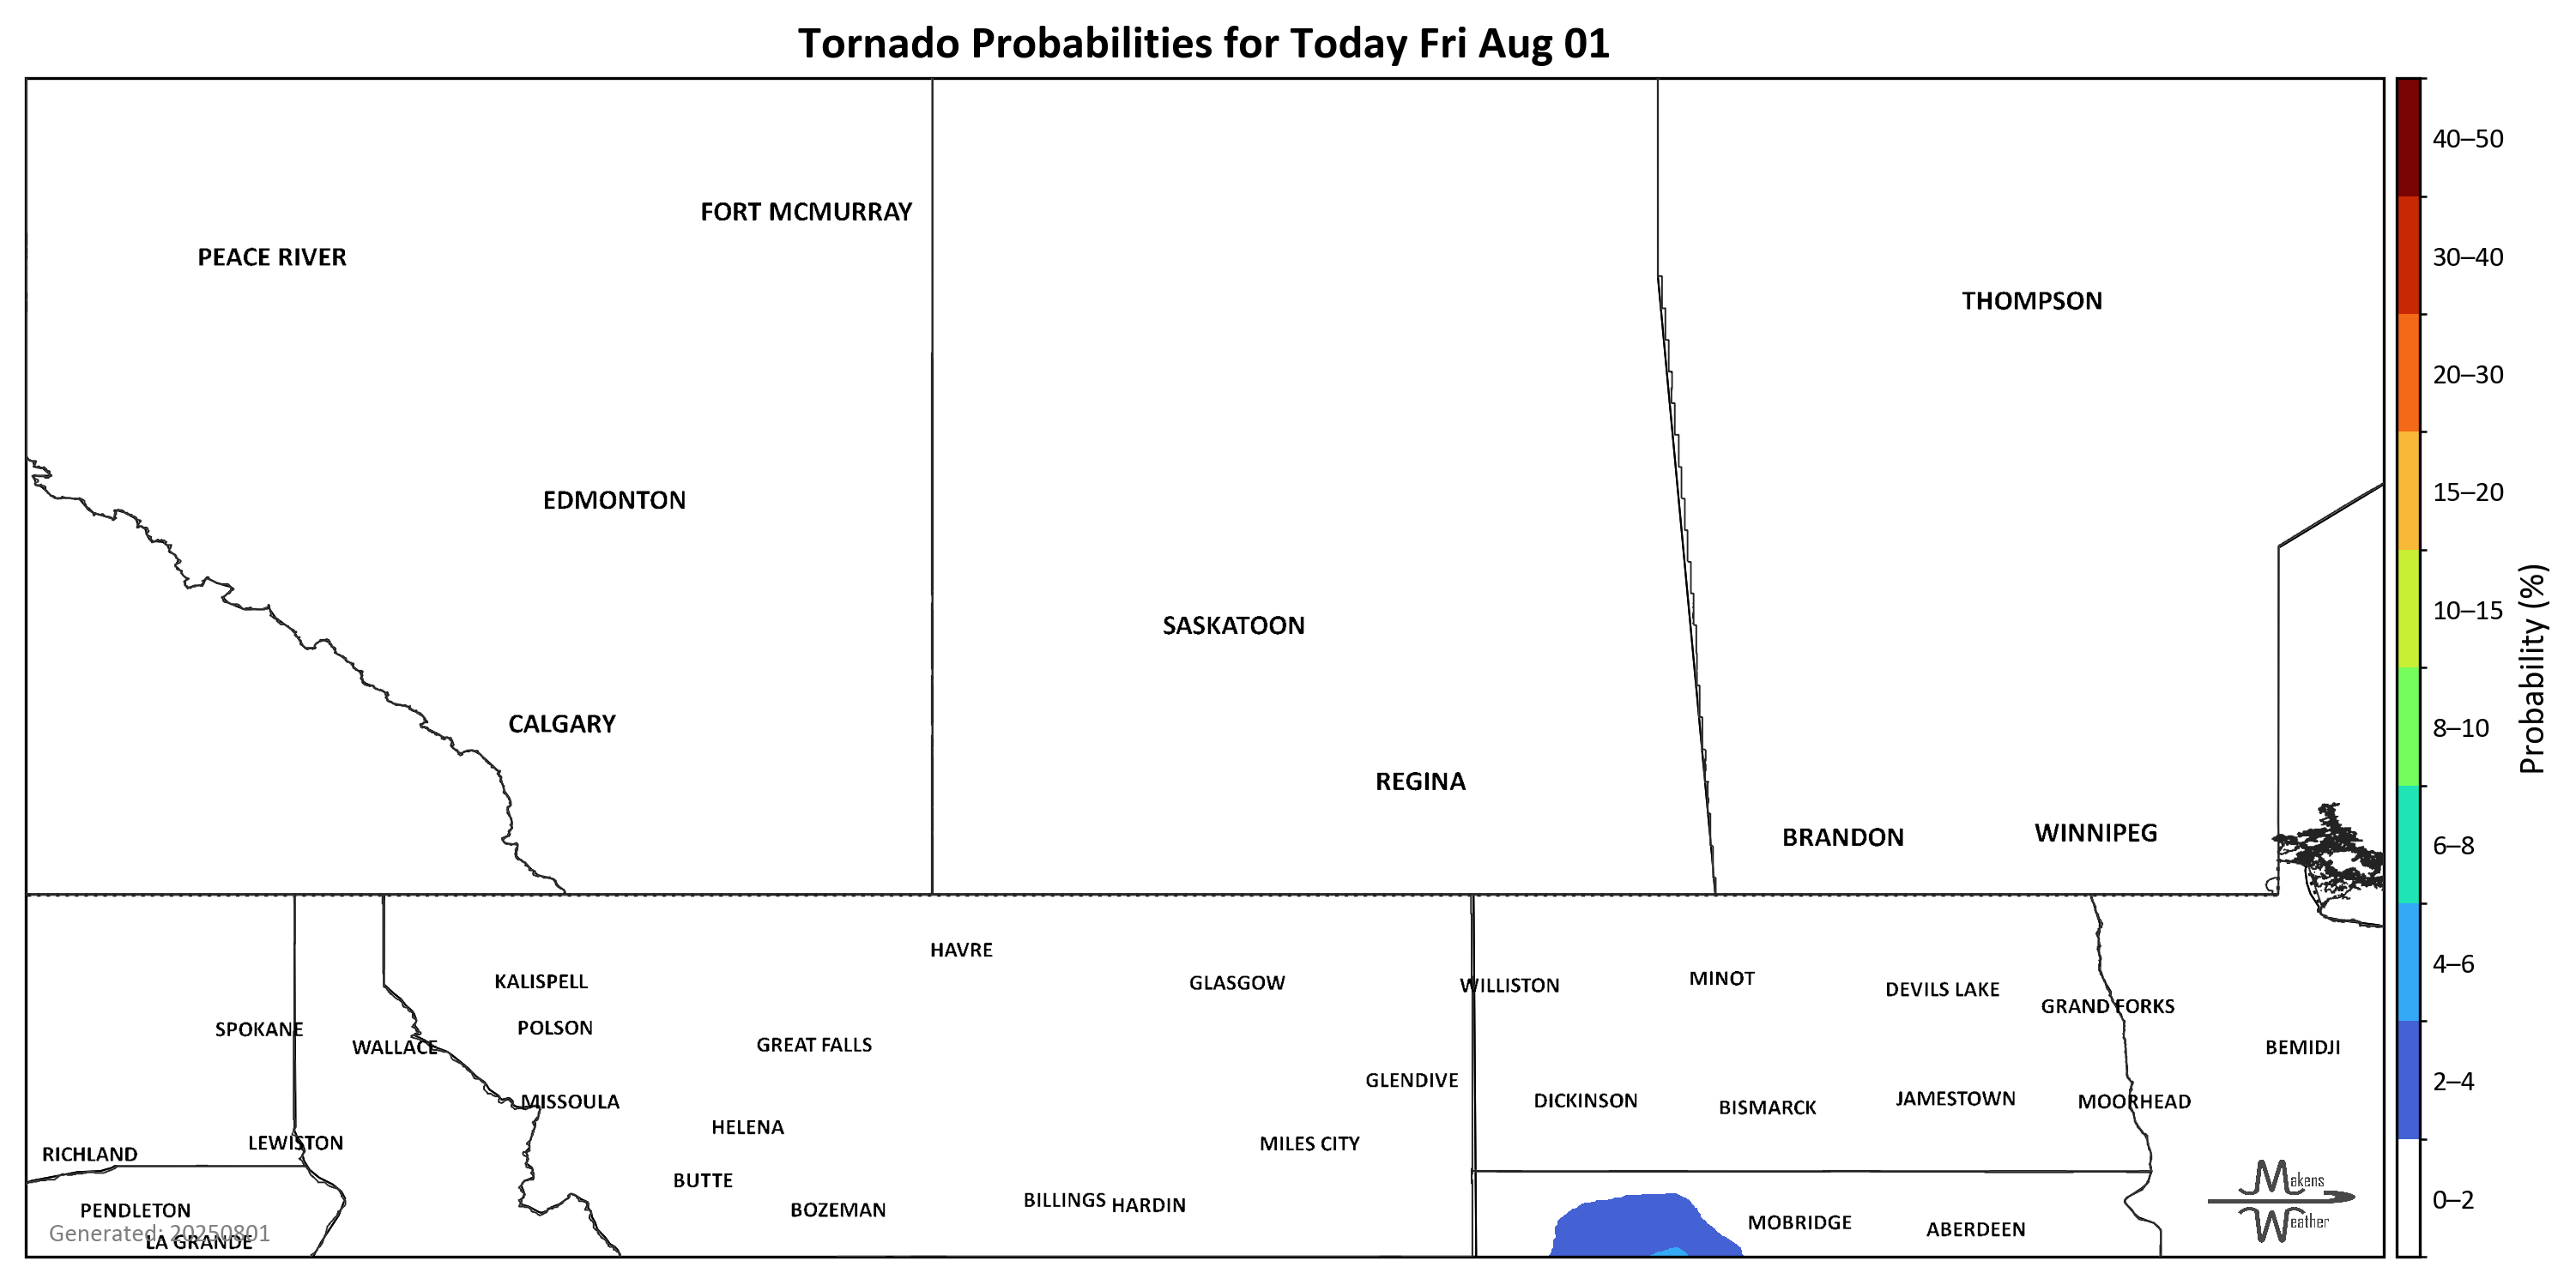 Tornado Probabilities for Today Fri Aug 01
FORT MCMURRAY
PEACE RIVER
THOMPSON
EDMONTON
SASKATOON
CALGARY
REGINA
BRANDON
WINNIPEG
HAVRE
KALISPELL
GLASGOW
WILLISTON
MINOT
DEVILS LAKE
GRAND FORKS
SPOKANE
POLSON
WALLACE
GREAT FALLS
BEMIDJI
GLENDIVE
MISSOULA
DICKINSON
BISMARCK
JAMESTOWN
MOORHEAD
HELENA
LEWISTON
MILES CITY
RICHLAND
BUTTE
BILLINGS
HARDIN
PENDLETON
BOZEMAN
MOBRIDGE
ABERDEEN
Generated: 20250801
LA GRANDE
Makens
Weather
40–50
30–40
20–30
15–20
10–15
8–10
6–8
4–6
2–4
0–2
Probability (%)